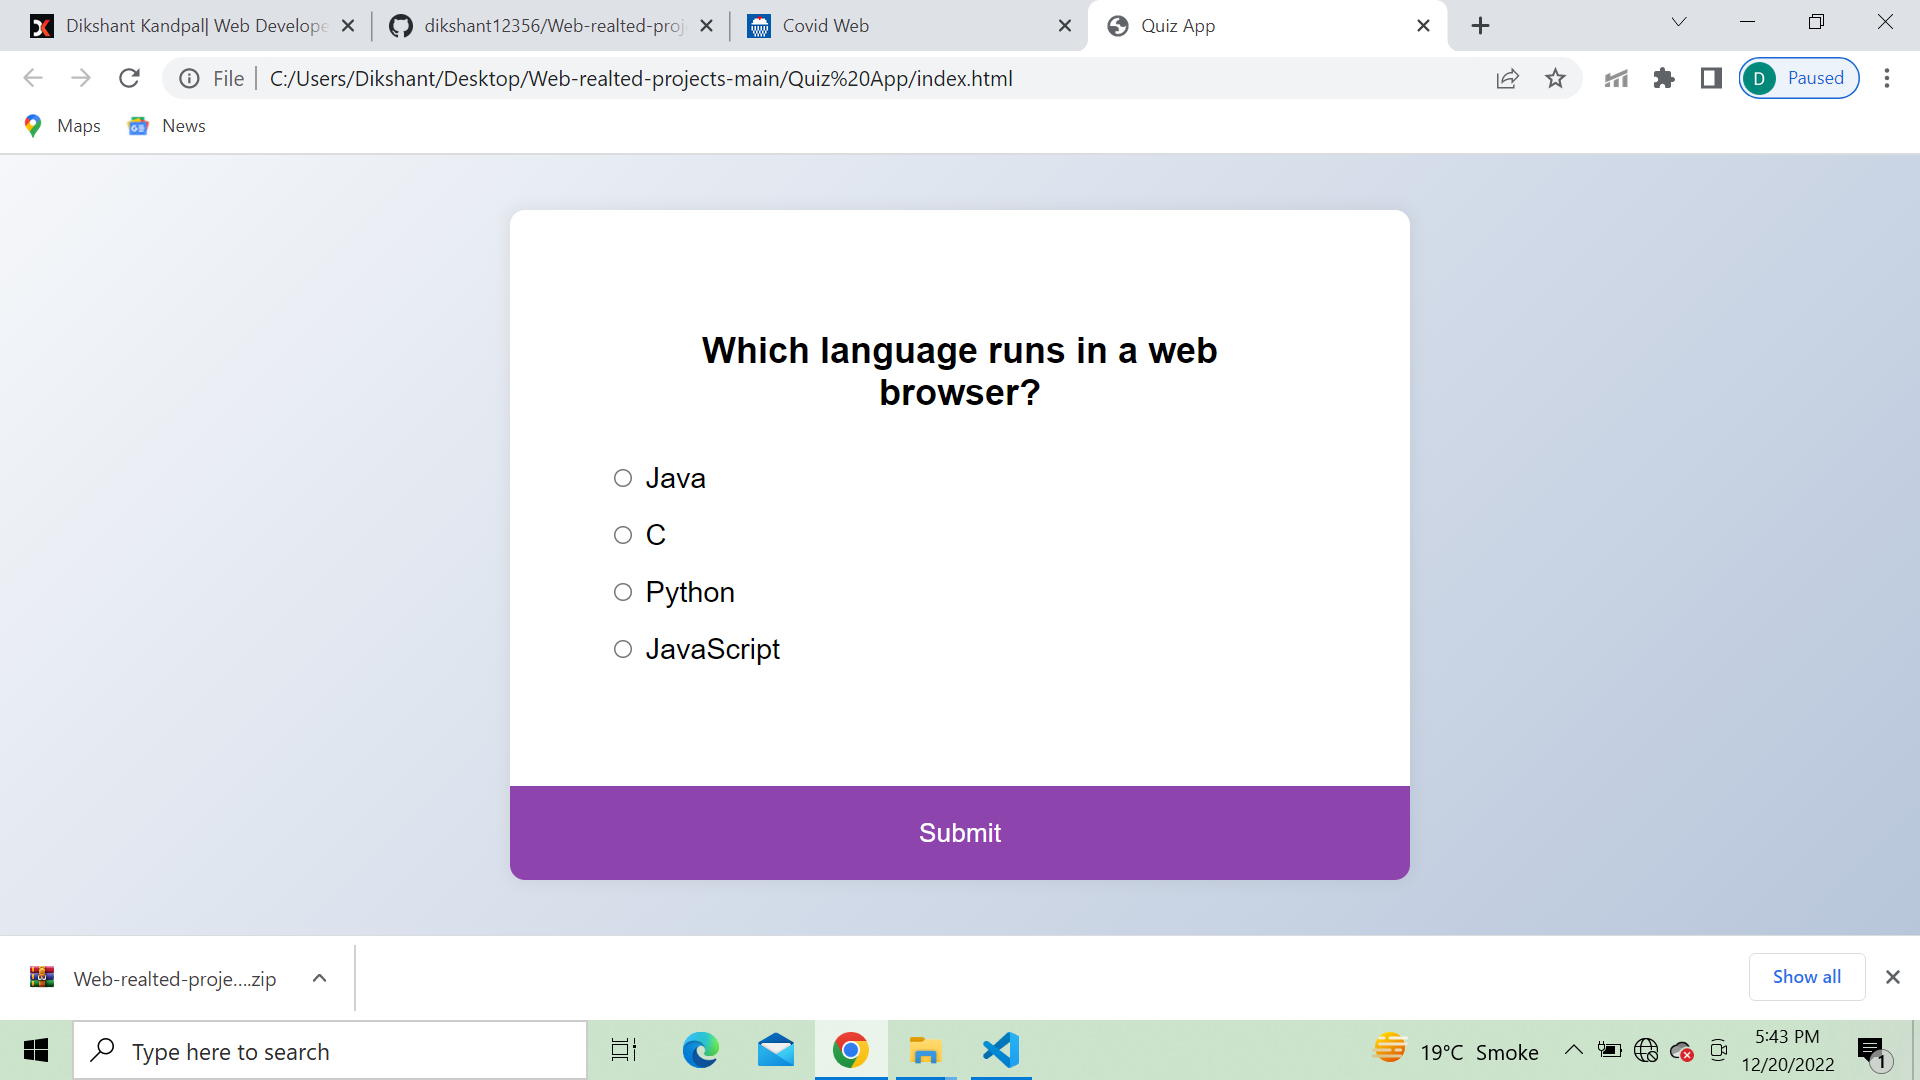 Dikshant Kandpal| Web Develope
dikshant12356/Web-realted-proj
Covid Web
Quiz App
File
C:/Users/Dikshant/Desktop/Web-realted-projects-main/Quiz%20App/index.html
D
Paused
Maps
News
Which language runs in a web
browser?
Java
C
Python
JavaScript
Submit
Web-realted-proje....zip
Show all
Type here to search
19°C Smoke
5:43 PM
12/20/2022
1